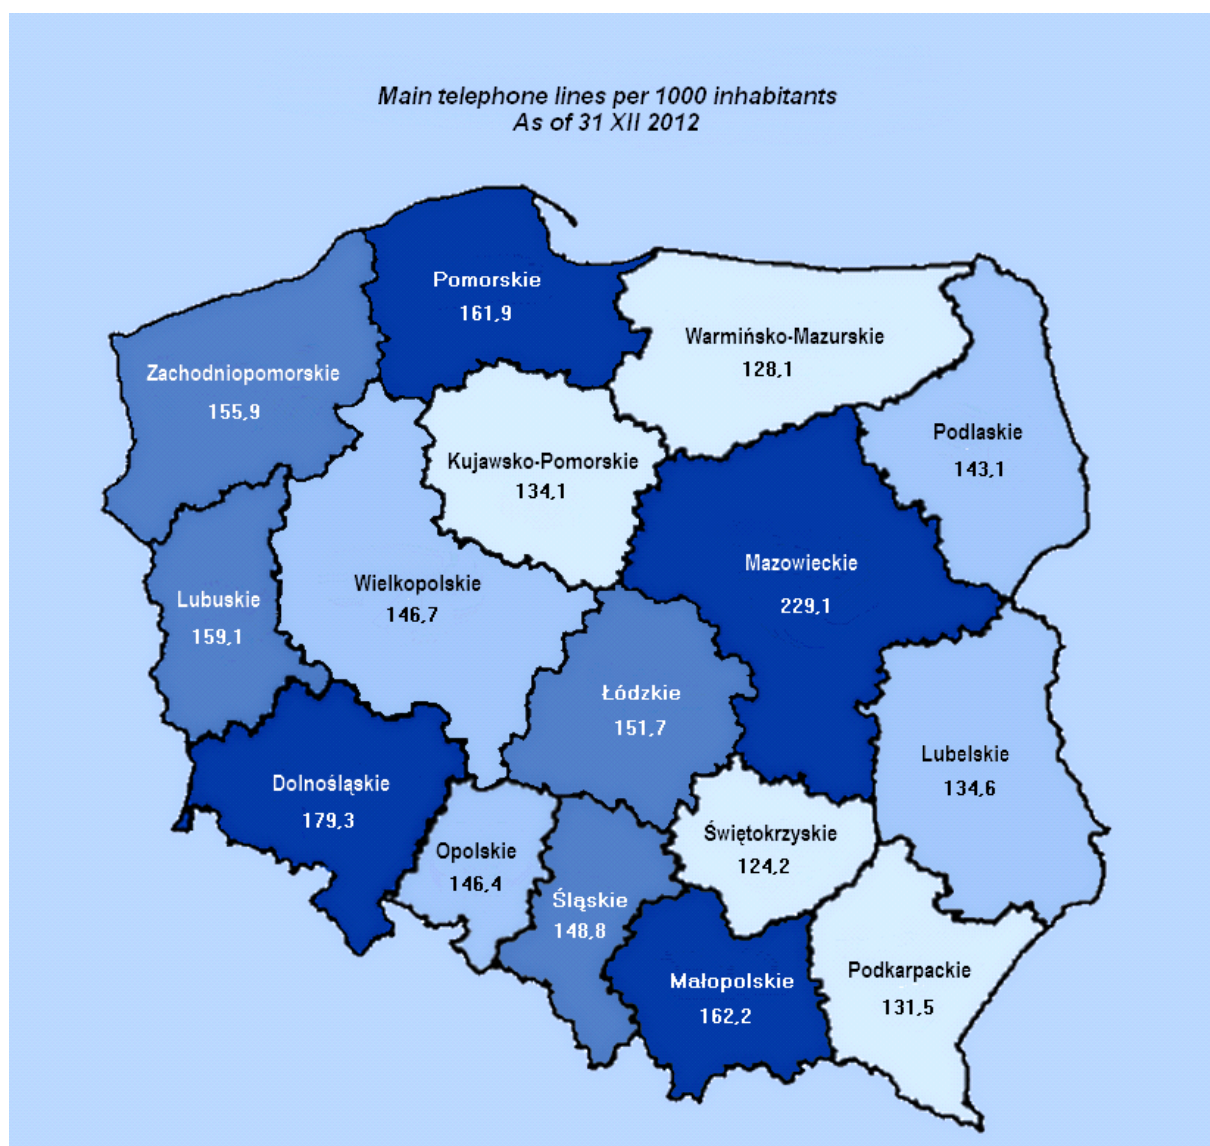 Main telephone lines per 1000 inhabitants
As of 31 XII 2012
Pomorskie
161,9
Warmińsko-Mazurskie
128,1
Zachodniopomorskie
155,9
Podlaskie
143,1
Kujawsko-Pomorskie
134,1
Mazowieckie
229,1
Wielkopolskie
146,7
Lubuskie
159,1
Łódzkie
151,7
Lubelskie
134,6
Dolnośląskie
179,3
Świętokrzyskie
124,2
Opolskie
146,4
Śląskie
148,8
Podkarpackie
131,5
Małopolskie
162,2